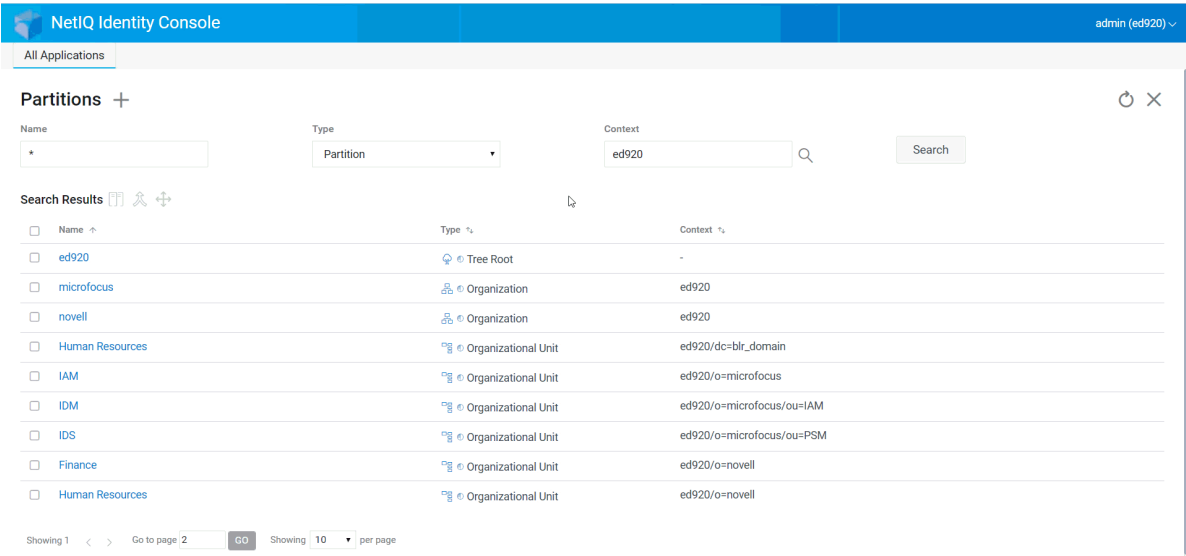 NetIQ Identity Console
admin (ed920)
All Applications
Partitions
Name Type Context
* Partition ed920 Search
Search Results
Name Type Context
ed920 Tree Root -
microfocus Organization ed920
novell Organization ed920
Human Resources Organizational Unit ed920/dc=blr_domain
IAM Organizational Unit ed920/o=microfocus
IDM Organizational Unit ed920/o=microfocus/ou=IAM
IDS Organizational Unit ed920/o=microfocus/ou=PSM
Finance Organizational Unit ed920/o=novell
Human Resources Organizational Unit ed920/o=novell
Showing 1 < > Go to page 2 GO Showing 10 per page